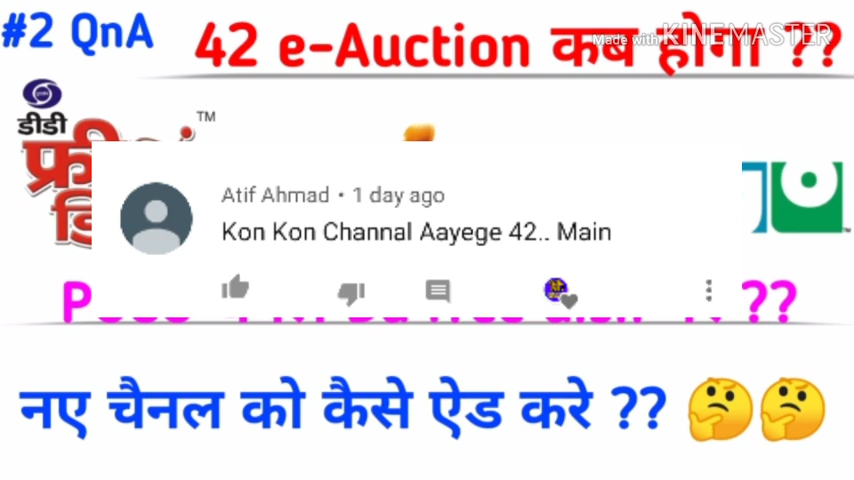 #2 QnA
42 e-Auction कब होगा ??
Made with KINEMASTER
डीडी
TM
Atif Ahmad • 1 day ago
Kon Kon Channal Aayege 42.. Main
??
नए चैनल को कैसे ऐड करे ??